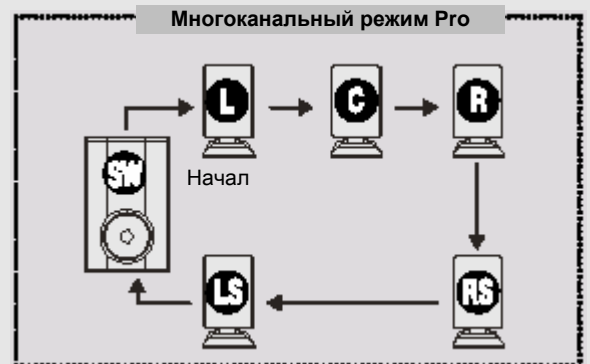 Многоканальный режим Pro
L C R
SW
Начал
LS RS